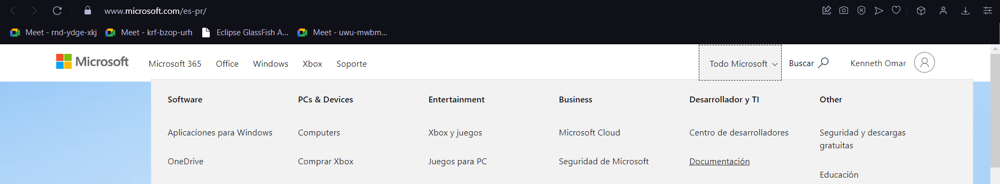 www.microsoft.com/es-pr/
Meet - rnd-ydge-xkj Meet - krf-bzop-urh Eclipse GlassFish A... Meet - uwu-mwbm...
Microsoft Microsoft 365 Office Windows Xbox Soporte Todo Microsoft Buscar Kenneth Omar
Software PCs & Devices Entertainment Business Desarrollador y TI Other
Aplicaciones para Windows Computers Xbox y juegos Microsoft Cloud Centro de desarrolladores Seguridad y descargas
gratuitas
OneDrive Comprar Xbox Juegos para PC Seguridad de Microsoft Documentación
Educación